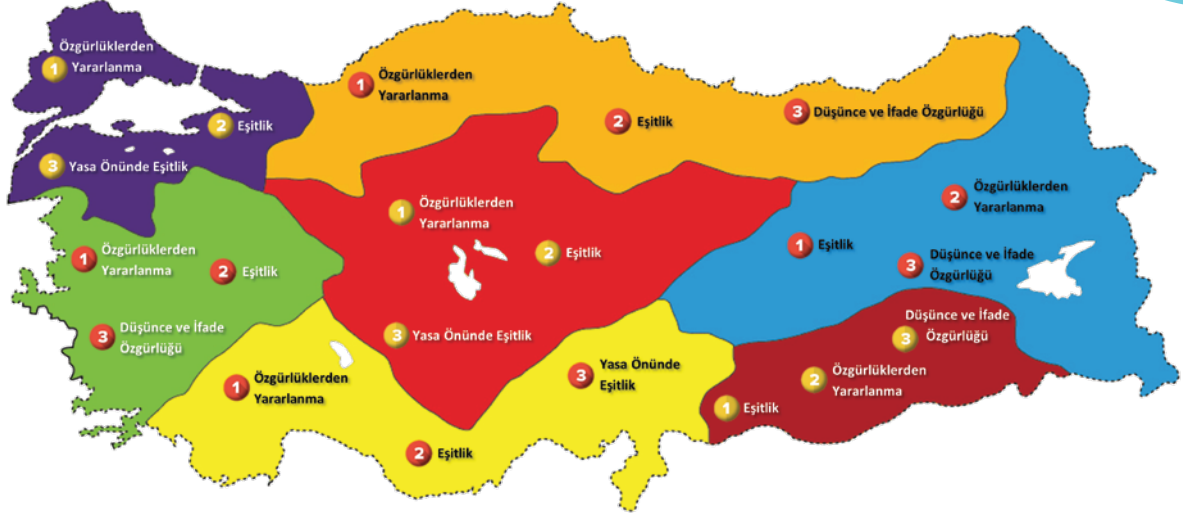 Özgürlüklerden
1 Yararlanma
2 Eşitlik
3 Yasa Önünde Eşitlik
1 Özgürlüklerden
Yararlanma
2 Eşitlik
3 Düşünce ve İfade Özgürlüğü
1 Özgürlüklerden
Yararlanma
2 Eşitlik
3 Düşünce ve İfade
Özgürlüğü
1 Özgürlüklerden
Yararlanma
2 Eşitlik
3 Yasa Önünde Eşitlik
1 Eşitlik
2 Özgürlüklerden
Yararlanma
3 Düşünce ve İfade
Özgürlüğü
1 Özgürlüklerden
Yararlanma
2 Eşitlik
3 Yasa Önünde
Eşitlik
1 Eşitlik
2 Özgürlüklerden
Yararlanma
Düşünce ve İfade
3 Özgürlüğü